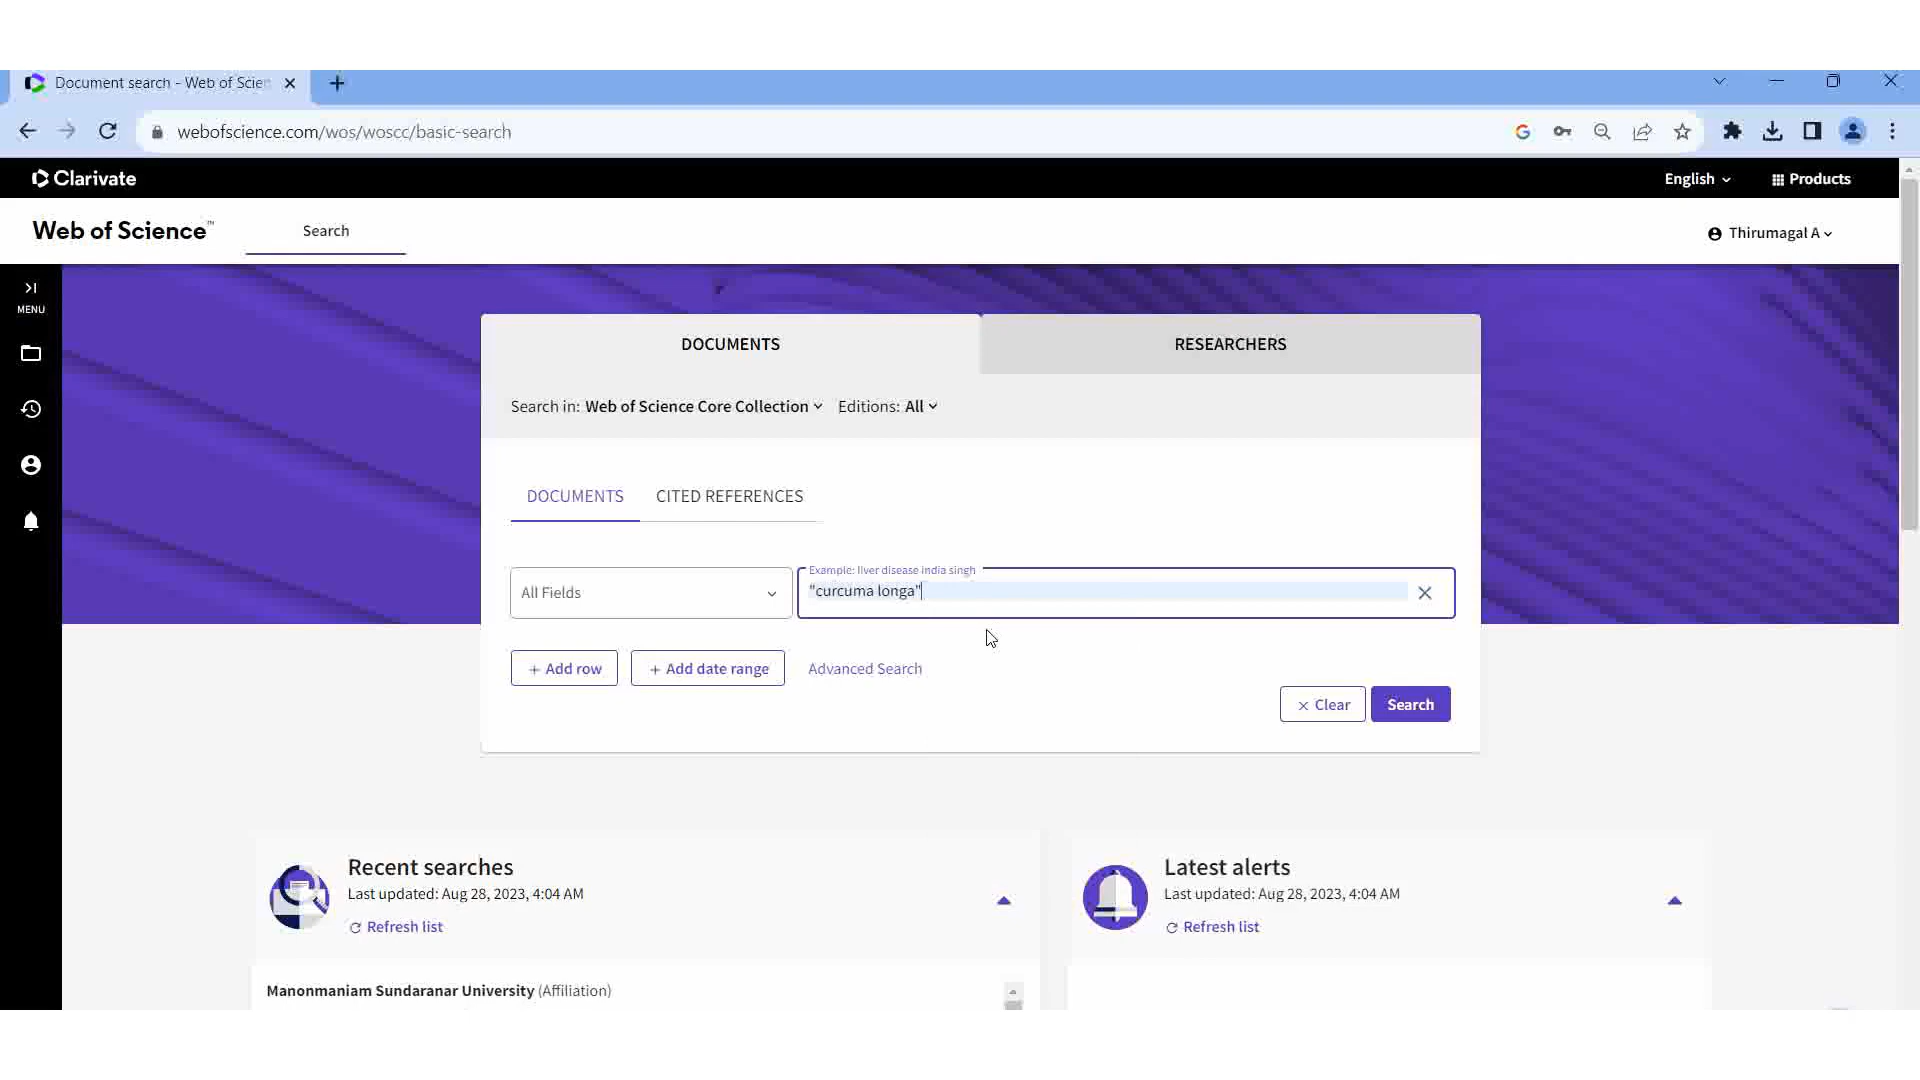 Document search - Web of Scien
webofscience.com/wos/woscc/basic-search
Clarivate
English
Products
Web of Science™
Search
Thirumagal A
MENU
DOCUMENTS
RESEARCHERS
Search in: Web of Science Core Collection Editions: All
DOCUMENTS
CITED REFERENCES
Example: liver disease india singh
All Fields
"curcuma longa"
+ Add row
+ Add date range
Advanced Search
× Clear
Search
Recent searches
Last updated: Aug 28, 2023, 4:04 AM
Refresh list
Latest alerts
Last updated: Aug 28, 2023, 4:04 AM
Refresh list
Manonmaniam Sundaranar University (Affiliation)